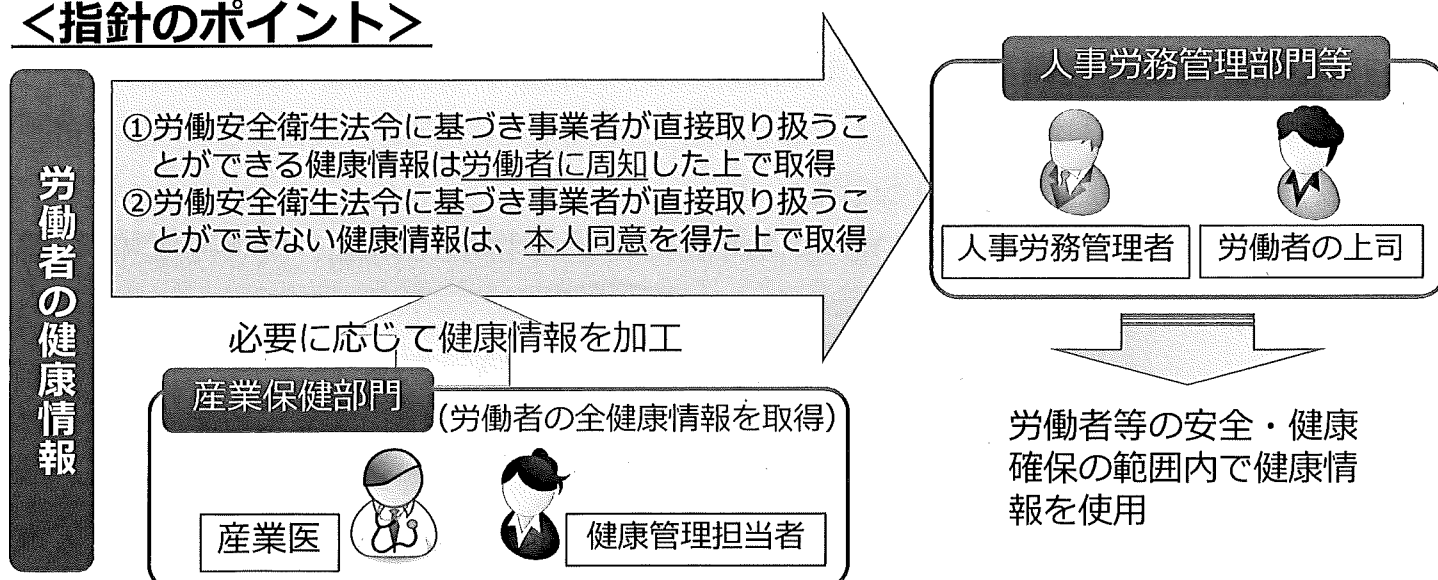 ＜指針のポイント＞
労働者の健康情報
①労働安全衛生法令に基づき事業者が直接取り扱うこ
とができる健康情報は労働者に周知した上で取得
②労働安全衛生法令に基づき事業者が直接取り扱うこ
とができない健康情報は、本人同意を得た上で取得
必要に応じて健康情報を加工
産業保健部門
(労働者の全健康情報を取得)
産業医
健康管理担当者
人事労務管理部門等
人事労務管理者
労働者の上司
労働者等の安全・健康
確保の範囲内で健康情
報を使用